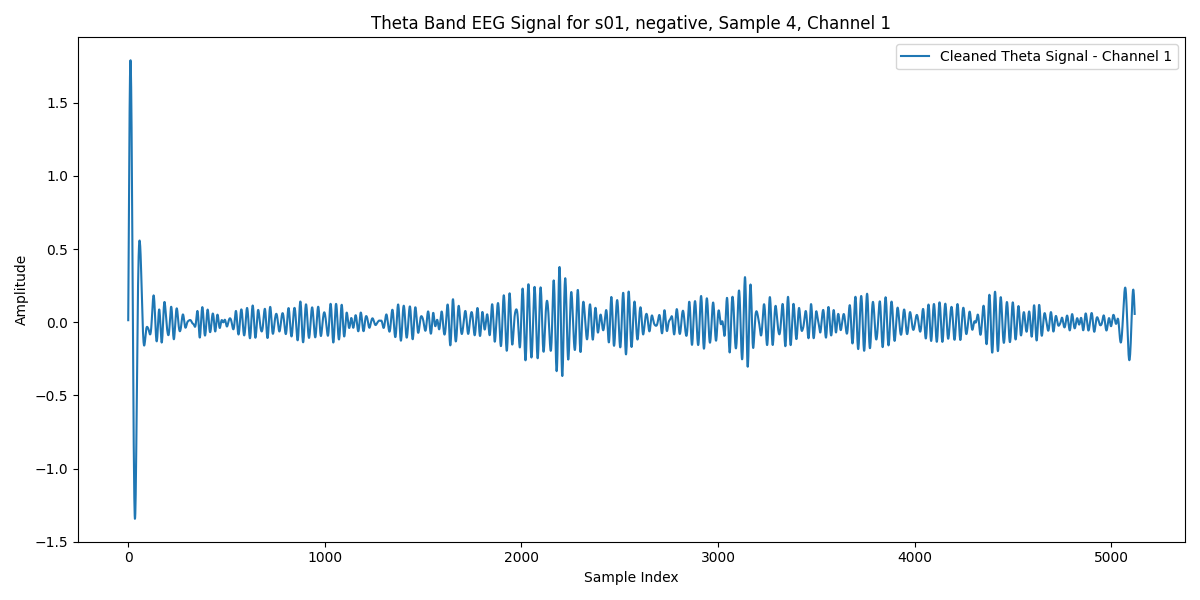 Theta Band EEG Signal for s01, negative, Sample 4, Channel 1
Cleaned Theta Signal - Channel 1
Amplitude
1.5
1.0
0.5
0.0
−0.5
−1.0
−1.5
0 1000 2000 3000 4000 5000
Sample Index